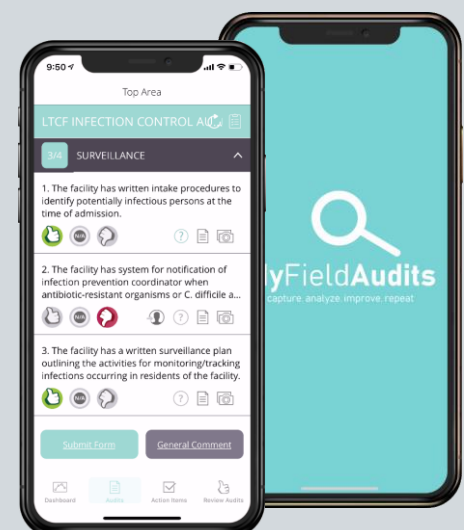 9:50
Top Area
LTCF INFECTION CONTROL AU
3/4 SURVEILLANCE
1. The facility has written intake procedures to
identify potentially infectious persons at the
time of admission.
N/A
2. The facility has system for notification of
infection prevention coordinator when
antibiotic-resistant organisms or C. difficile a...
N/A
3. The facility has a written surveillance plan
outlining the activities for monitoring/tracking
infections occurring in residents of the facility.
N/A
Submit Form General Comment
Dashboard Audits Action Items Review Audits
yFieldAudits
capture. analyze. improve. repeat